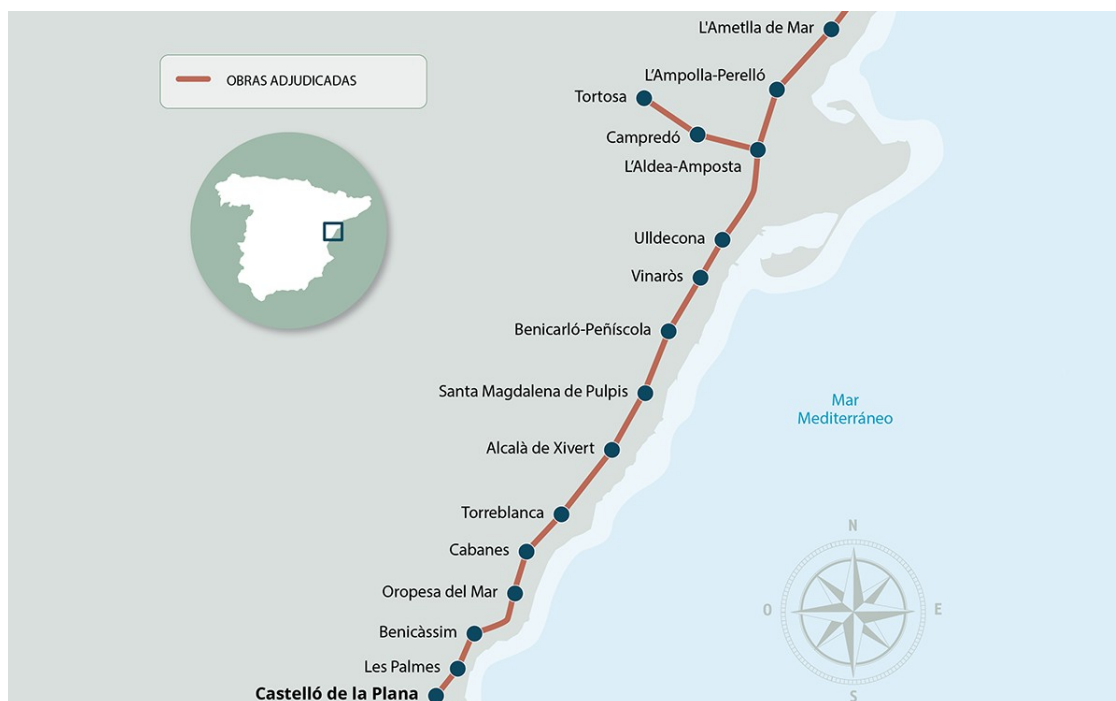 L'Ametlla de Mar
OBRAS ADJUDICADAS
L'Ampolla-Perelló
Tortosa
Campredó
L'Aldea-Amposta
Ulldecona
Vinaròs
Benicarló-Peñíscola
Santa Magdalena de Pulpis
Mar
Mediterráneo
Alcalà de Xivert
Torreblanca
N
Cabanes
Oropesa del Mar
O
E
Benicàssim
Les Palmes
Castelló de la Plana
S